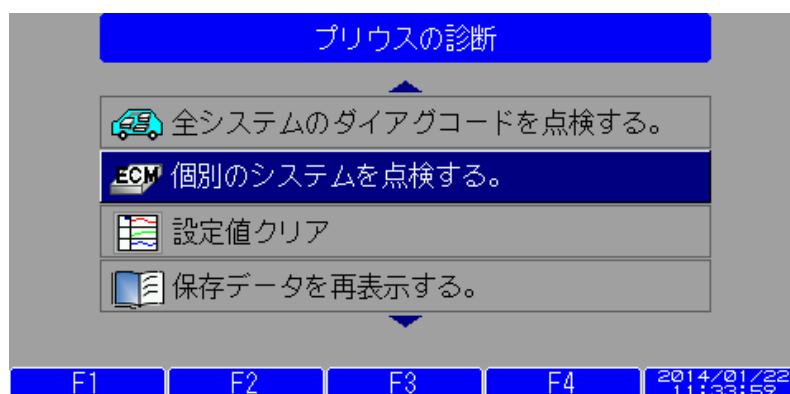 プリウスの診断
全システムのダイアグコードを点検する。
ECM 個別のシステムを点検する。
設定値クリア
保存データを再表示する。
F1 F2 F3 F4 2014/01/22
11:33:59